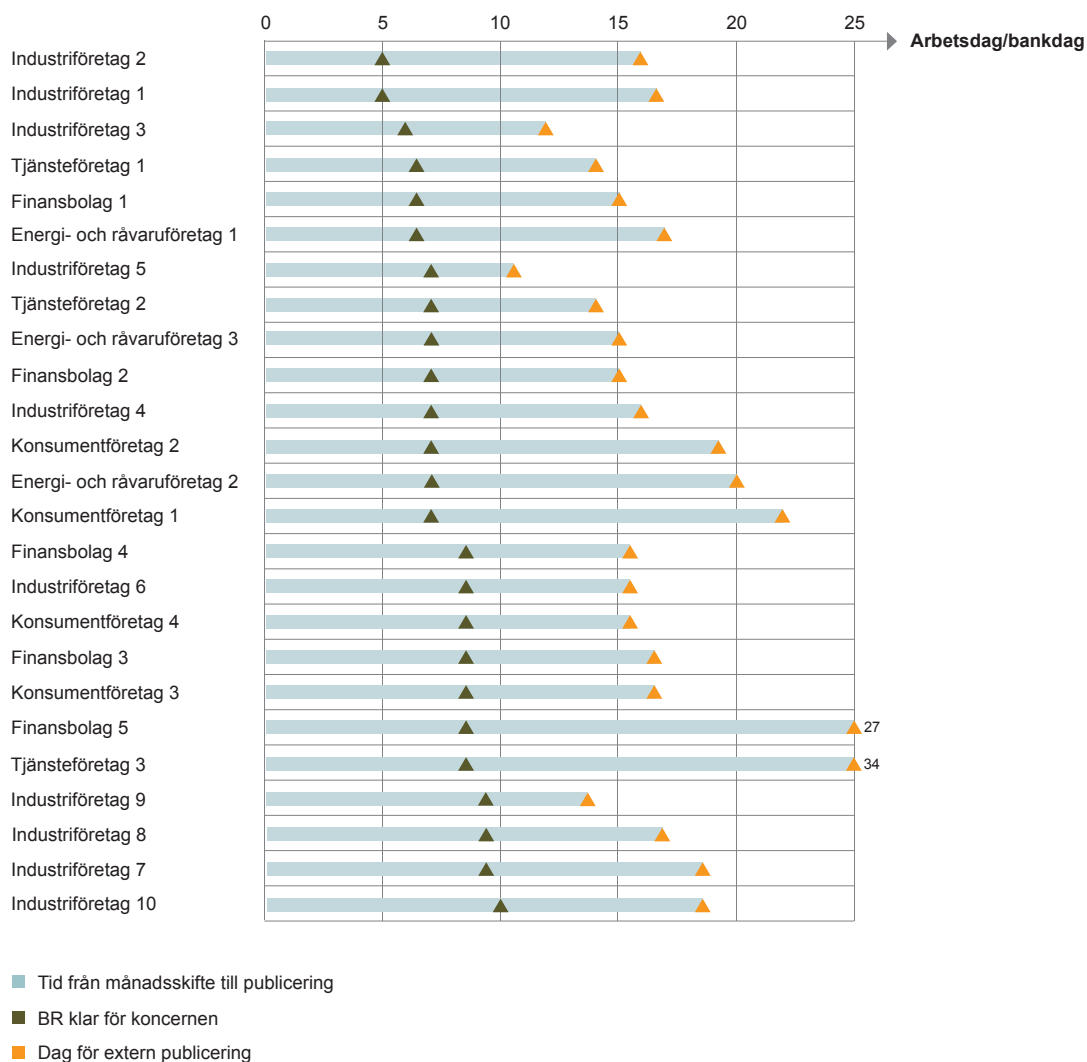 0 5 10 15 20 25
Arbetsdag/bankdag
Industriföretag 2
Industriföretag 1
Industriföretag 3
Tjänsteföretag 1
Finansbolag 1
Energi- och råvaruföretag 1
Industriföretag 5
Tjänsteföretag 2
Energi- och råvaruföretag 3
Finansbolag 2
Industriföretag 4
Konsumentföretag 2
Energi- och råvaruföretag 2
Konsumentföretag 1
Finansbolag 4
Industriföretag 6
Konsumentföretag 4
Finansbolag 3
Konsumentföretag 3
Finansbolag 5 27
Tjänsteföretag 3 34
Industriföretag 9
Industriföretag 8
Industriföretag 7
Industriföretag 10
Tid från månadsskifte till publicering
BR klar för koncernen
Dag för extern publicering